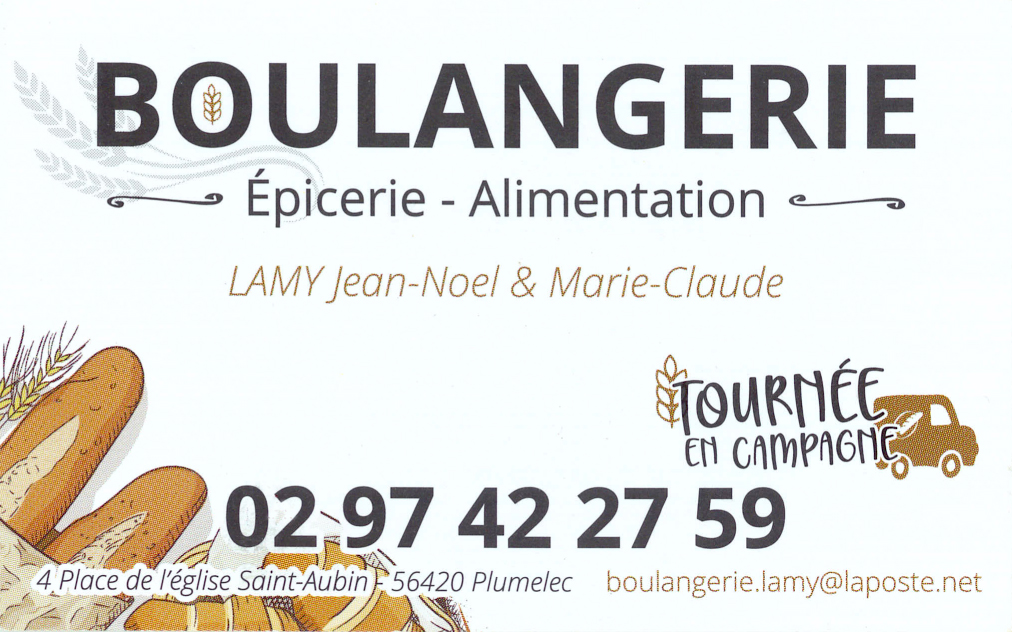 BOULANGERIE
Épicerie - Alimentation
LAMY Jean-Noel & Marie-Claude
TOURNÉE
EN CAMPAGNE
02 97 42 27 59
4 Place de l'église Saint-Aubin - 56420 Plumelec boulangerie.lamy@laposte.net